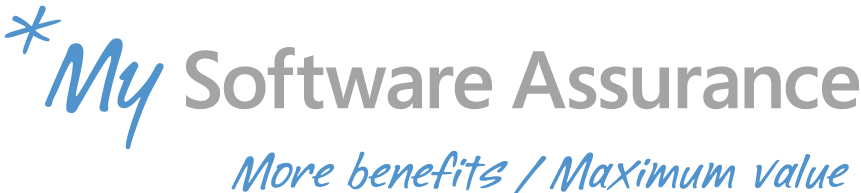 *My Software Assurance
More benefits / Maximum value